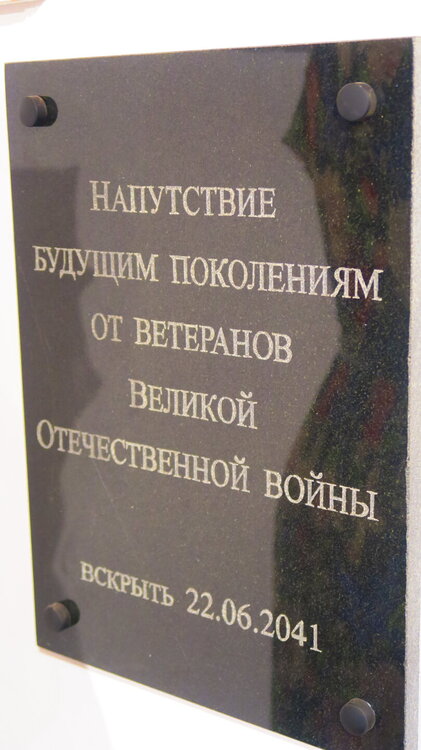 Напутствие
будущим поколениям
от ветеранов
Великой
Отечественной войны
вскрыть 22.06.2041